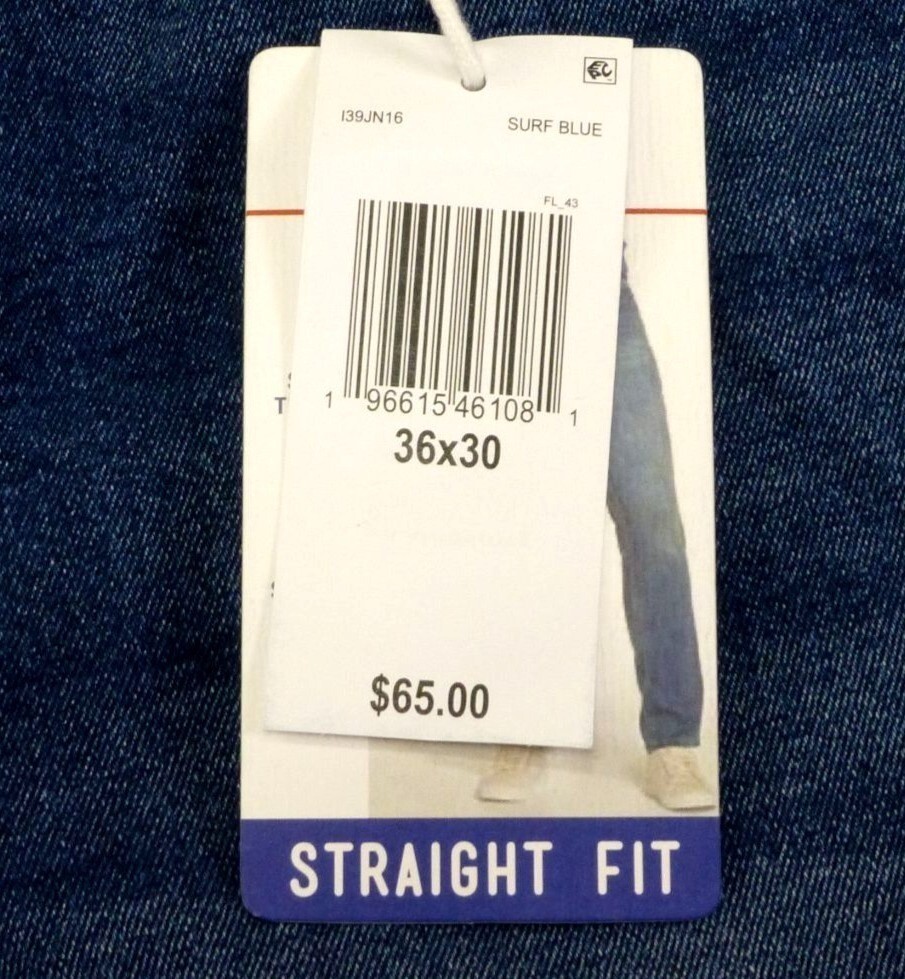 I39JN16
SURF BLUE
FL_43
1 96615 46108 1
36x30
$65.00
STRAIGHT FIT